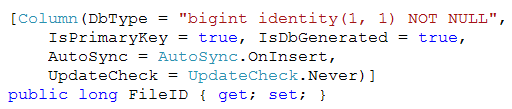 [Column(DbType = "bigint identity(1, 1) NOT NULL",
    IsPrimaryKey = true, IsDbGenerated = true,
    AutoSync = AutoSync.OnInsert,
    UpdateCheck = UpdateCheck.Never)]
public long FileID { get; set; }